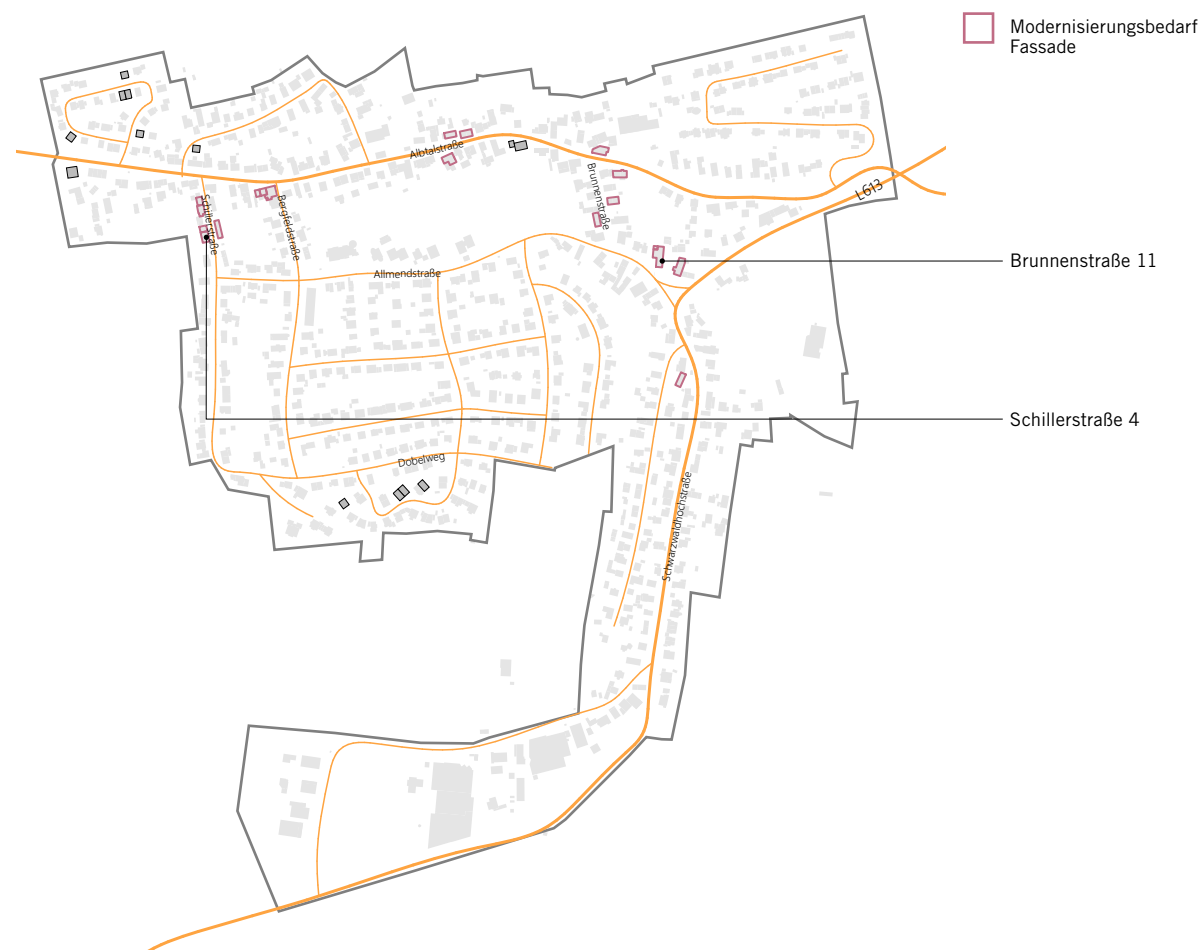 Modernisierungsbedarf
Fassade
Albtalstraße
Brunnenstraße
L613
Schillerstraße
Bergfeldstraße
Brunnenstraße 11
Allmendstraße
Schillerstraße 4
Dobelweg
Schwarzwaldhochstraße